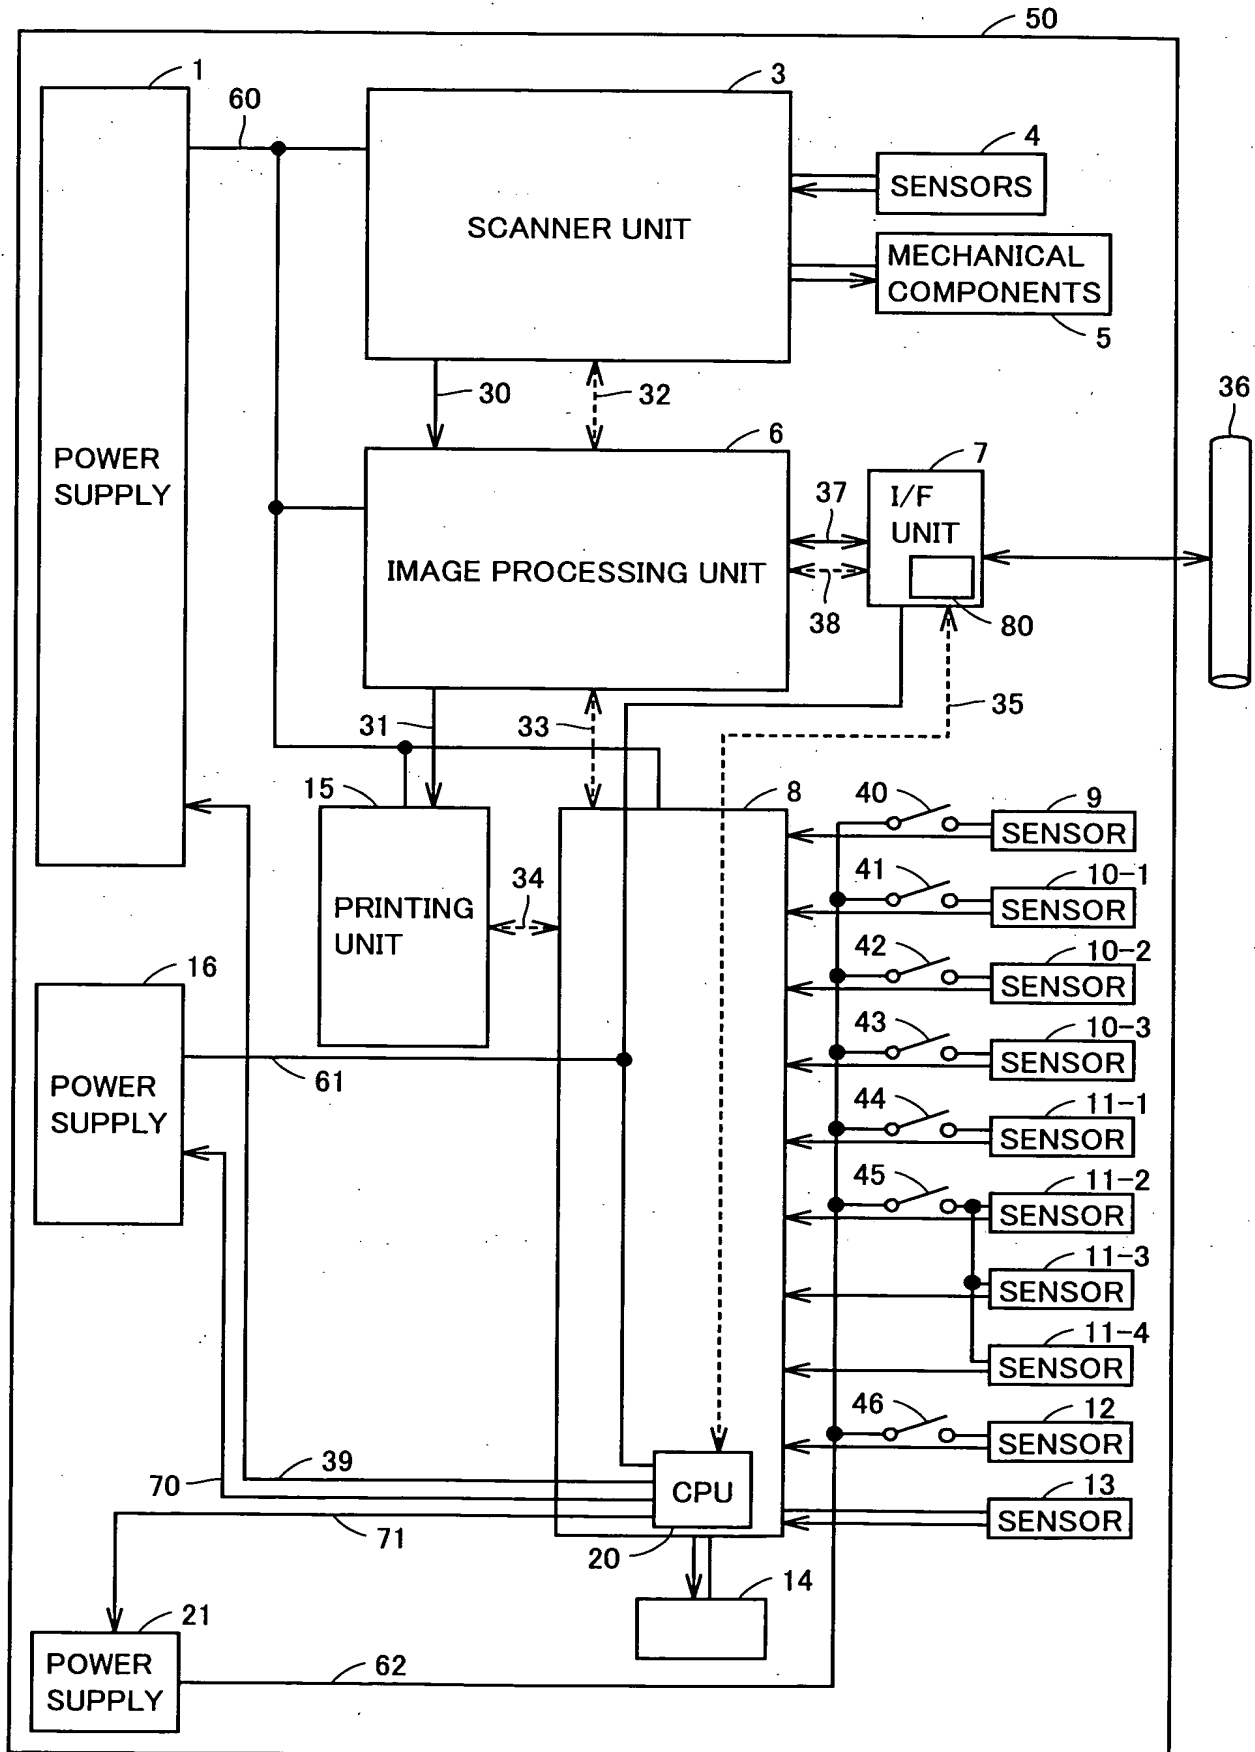 50
1
60
3
4
SENSORS
SCANNER UNIT
MECHANICAL
COMPONENTS
5
30
32
36
6
7
POWER
SUPPLY
I/F
UNIT
37
IMAGE PROCESSING UNIT
38
80
31
33
35
15
8
40
9
SENSOR
41
10-1
SENSOR
34
PRINTING
UNIT
42
10-2
SENSOR
16
43
10-3
SENSOR
61
POWER
SUPPLY
44
11-1
SENSOR
45
11-2
SENSOR
11-3
SENSOR
11-4
SENSOR
46
12
SENSOR
70
39
CPU
13
SENSOR
71
20
14
21
POWER
SUPPLY
62